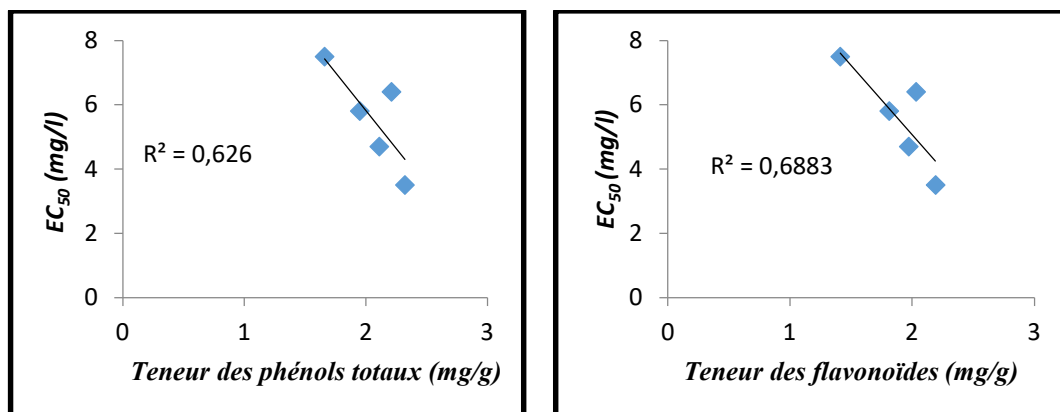 8
6
4
2
0
0 1 2 3
EC50 (mg/l)
R² = 0,626
Teneur des phénols totaux (mg/g)
8
6
4
2
0
0 1 2 3
EC50 (mg/l)
R² = 0,6883
Teneur des flavonoïdes (mg/g)